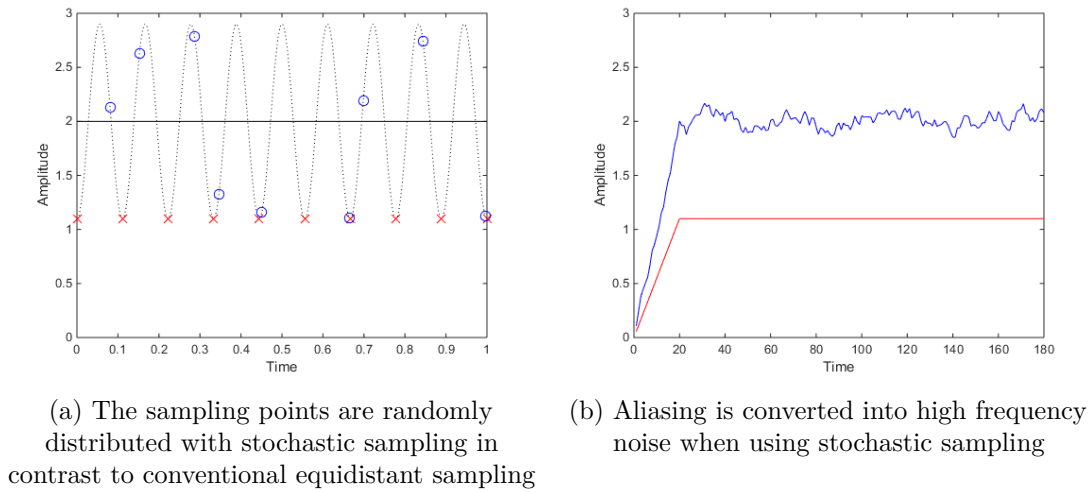 3
2.5
2
1.5
1
0.5
0
Amplitude
0 0.1 0.2 0.3 0.4 0.5 0.6 0.7 0.8 0.9 1
Time
3
2.5
2
1.5
1
0.5
0
Amplitude
0 20 40 60 80 100 120 140 160 180
Time
(a) The sampling points are randomly
distributed with stochastic sampling in
contrast to conventional equidistant sampling
(b) Aliasing is converted into high frequency
noise when using stochastic sampling